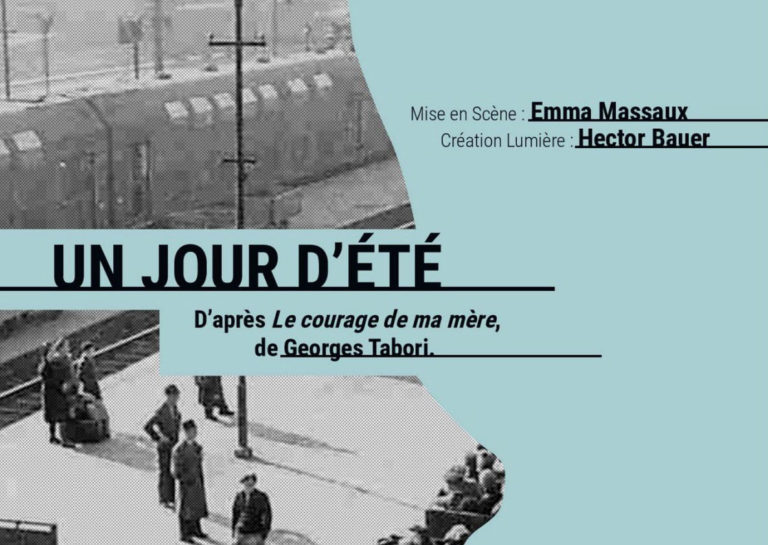 Mise en Scène : Emma Massaux
Création Lumière : Hector Bauer
UN JOUR D’ÉTÉ
D’après Le courage de ma mère,
de Georges Tabori.